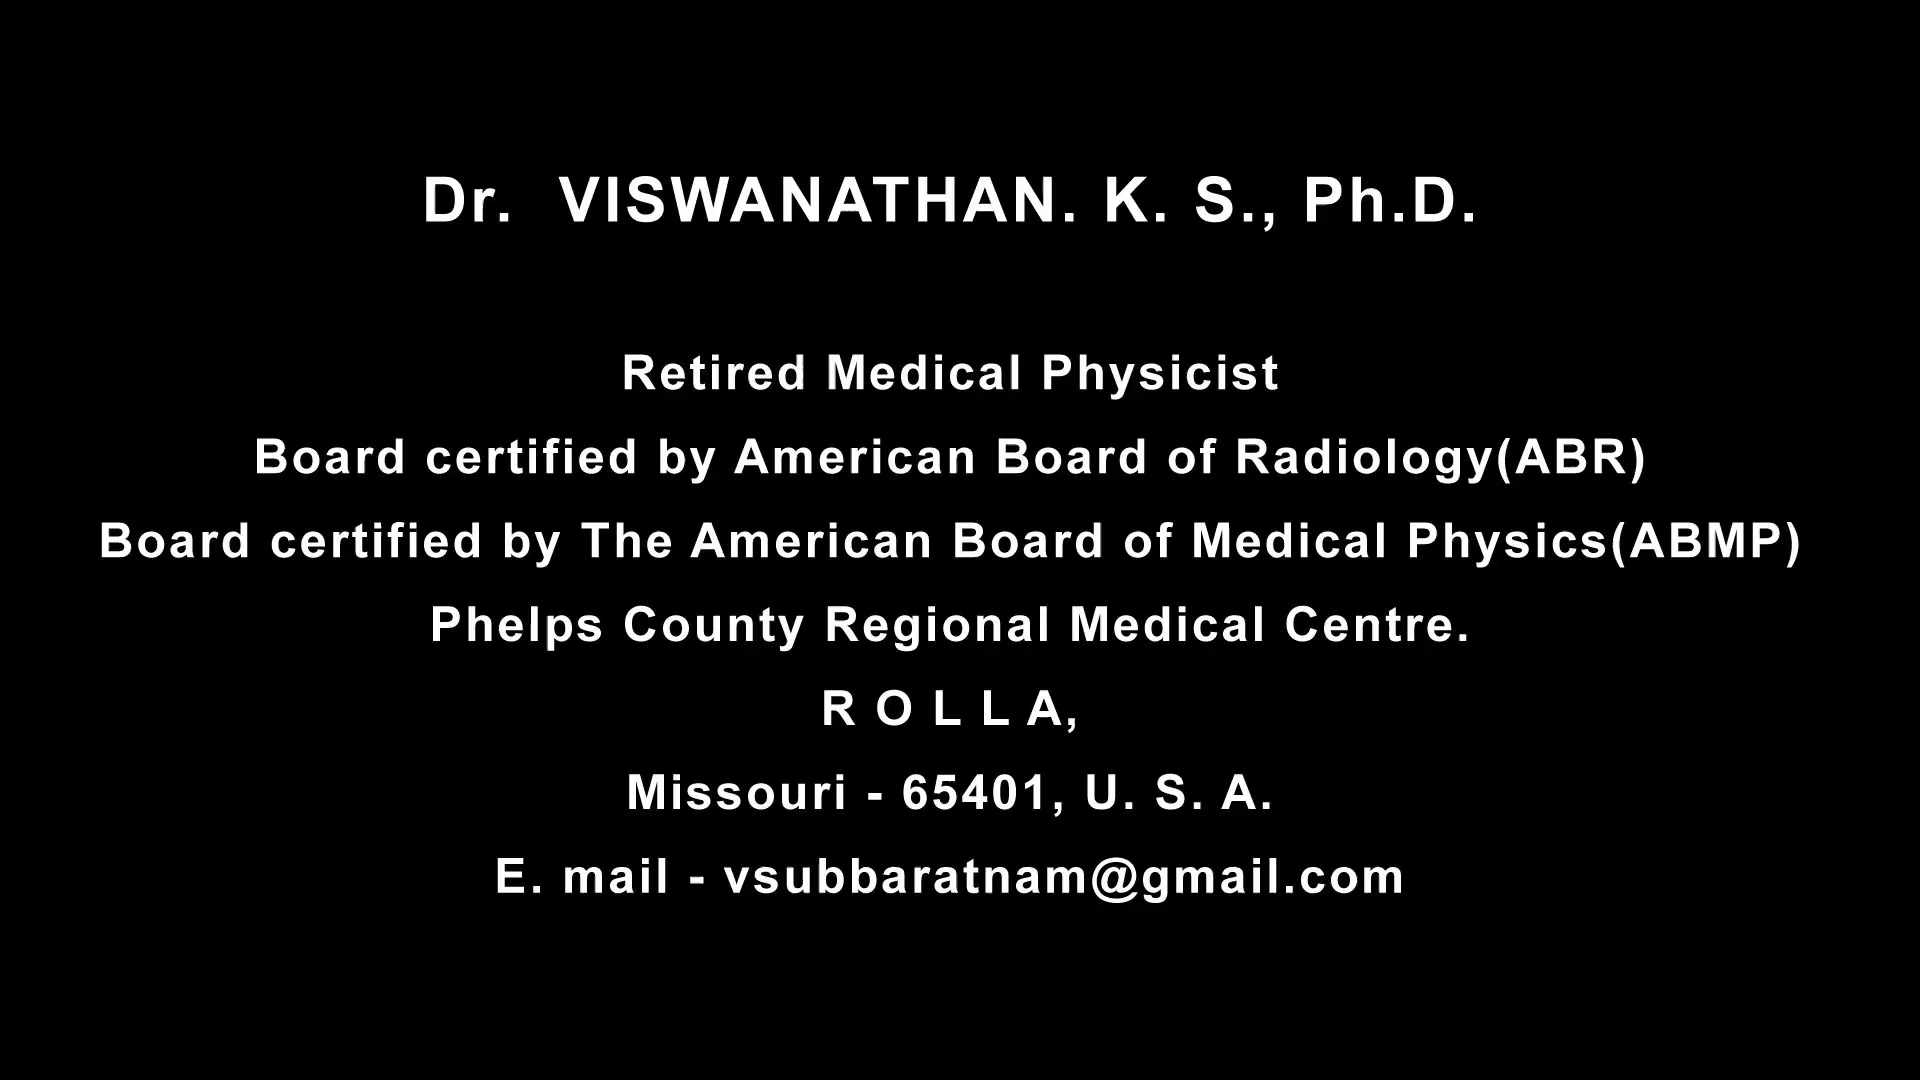 Dr. VISWANATHAN. K. S., Ph.D.
Retired Medical Physicist
Board certified by American Board of Radiology(ABR)
Board certified by The American Board of Medical Physics(ABMP)
Phelps County Regional Medical Centre.
R O L L A,
Missouri - 65401, U. S. A.
E. mail - vsubbaratnam@gmail.com